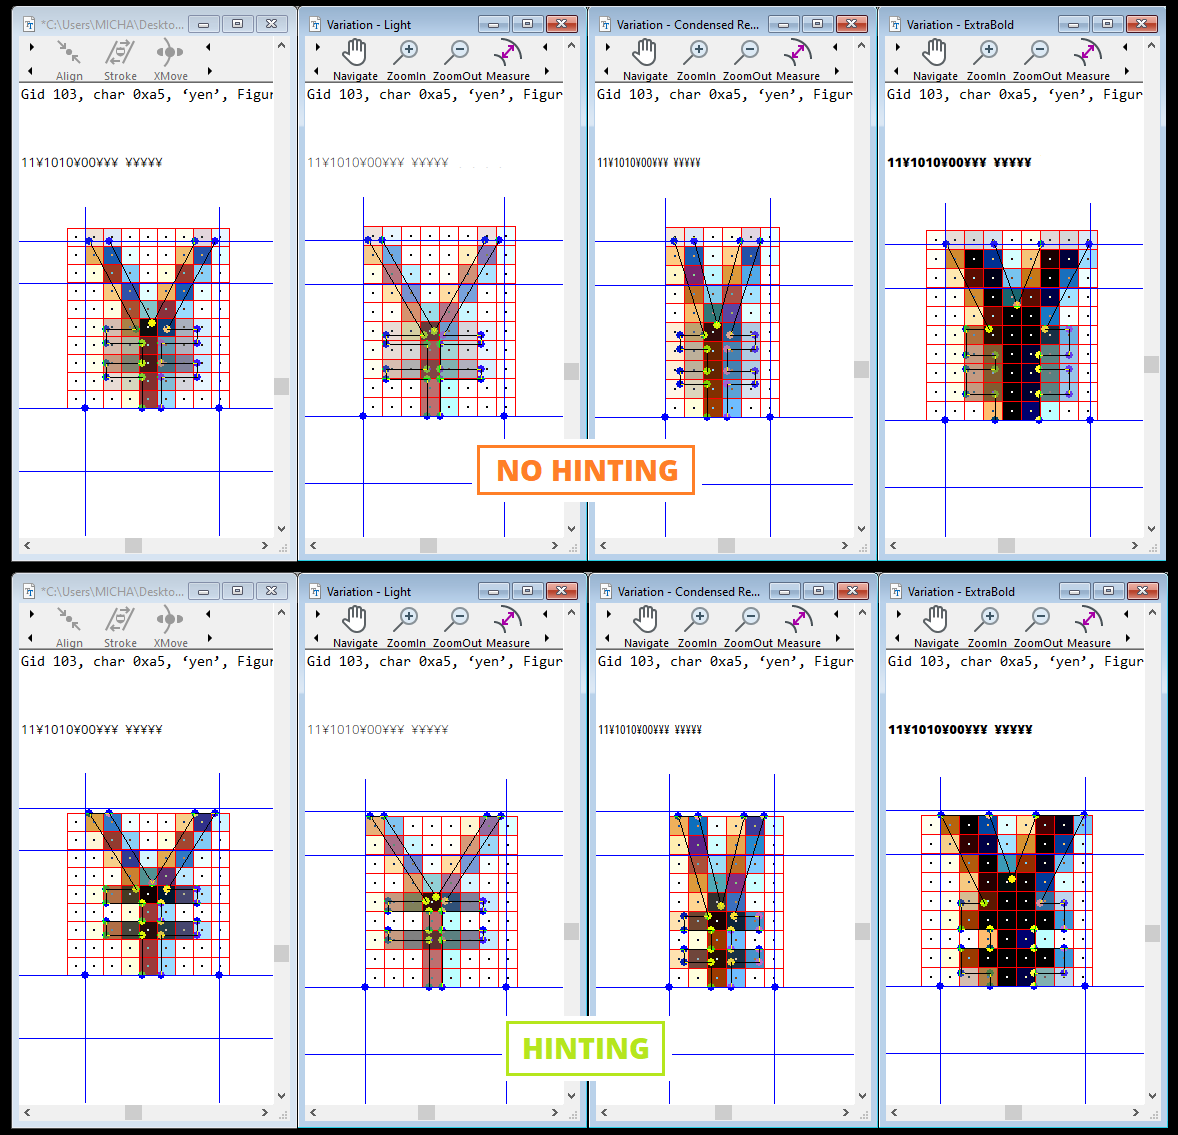 *C:\Users\MICHA\Deskto...
Variation - Light
Variation - Condensed Re...
Variation - ExtraBold
Align Stroke XMove
Navigate ZoomIn ZoomOut Measure
Navigate ZoomIn ZoomOut Measure
Navigate ZoomIn ZoomOut Measure
Gid 103, char 0xa5, ‘yen’, Figur
Gid 103, char 0xa5, ‘yen’, Figur
Gid 103, char 0xa5, ‘yen’, Figur
Gid 103, char 0xa5, ‘yen’, Figur
11¥1010¥00¥¥¥ ¥¥¥¥¥
11¥1010¥00¥¥¥ ¥¥¥¥¥
11¥1010¥00¥¥¥ ¥¥¥¥¥
11¥1010¥00¥¥¥ ¥¥¥¥¥
NO HINTING
*C:\Users\MICHA\Deskto...
Variation - Light
Variation - Condensed Re...
Variation - ExtraBold
Align Stroke XMove
Navigate ZoomIn ZoomOut Measure
Navigate ZoomIn ZoomOut Measure
Navigate ZoomIn ZoomOut Measure
Gid 103, char 0xa5, ‘yen’, Figur
Gid 103, char 0xa5, ‘yen’, Figur
Gid 103, char 0xa5, ‘yen’, Figur
Gid 103, char 0xa5, ‘yen’, Figur
11¥1010¥00¥¥¥ ¥¥¥¥¥
11¥1010¥00¥¥¥ ¥¥¥¥¥
11¥1010¥00¥¥¥ ¥¥¥¥¥
11¥1010¥00¥¥¥ ¥¥¥¥¥
HINTING